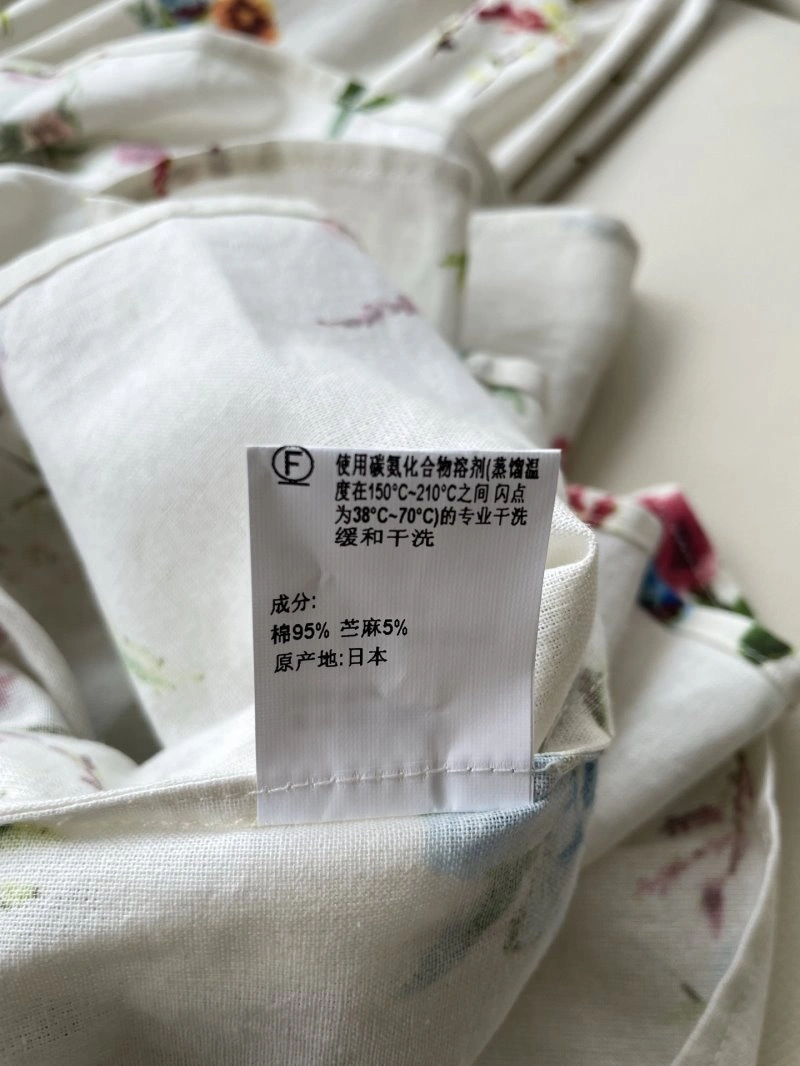 F
使用碳氢化合物溶剂(蒸馏温
度在150°C~210°C之间 闪点
为38°C~70°C)的专业干洗
缓和干洗
成分:
棉95% 苎麻5%
原产地:日本